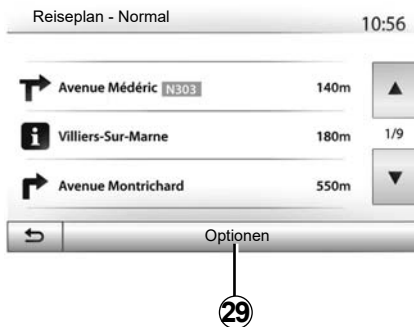 Reiseplan - Normal
10:56
Avenue Médéric N303 140m
Villiers-Sur-Marne 180m
1/9
Avenue Montrichard 550m
Optionen
29